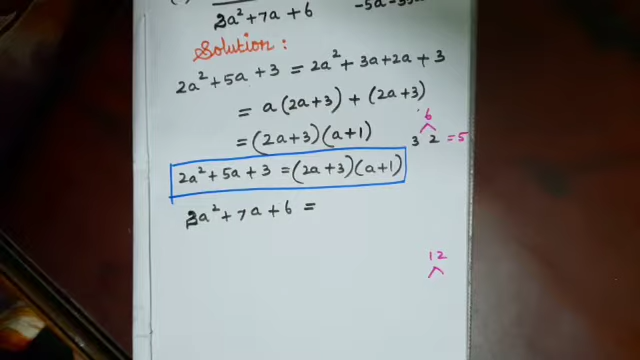 2a² + 7a + 6
Solution :
2a² + 5a + 3 = 2a² + 3a + 2a + 3
= a (2a+3) + (2a+3)
= (2a+3) (a+1)
6
3 2 = 5
2a² + 5a + 3 = (2a+3) (a+1)
2a² + 7a + 6 =
12